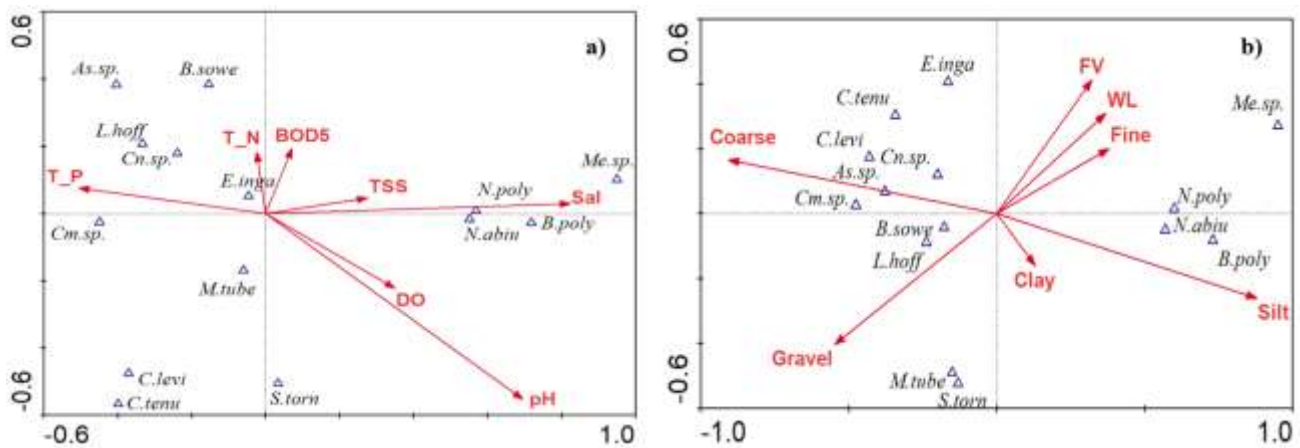 0.6
a)
As.sp.
B.sowe
L.hoff
Cn.sp.
T_N
BOD5
T_P
E.inga
TSS
Me.sp.
N.poly
Sal
Cm.sp.
N.abiu
B.poly
M.tube
DO
C.levi
C.tenu
S.torn
pH
-0.6
-0.6
1.0
0.6
b)
E.inga
FV
C.tenu
WL
Me.sp.
Coarse
C.levi
Cn.sp.
Fine
As.sp.
Cm.sp.
N.poly
B.sowe
N.abiu
L.hoff
B.poly
Clay
Silt
Gravel
M.tube
S.torn
-0.6
-1.0
1.0